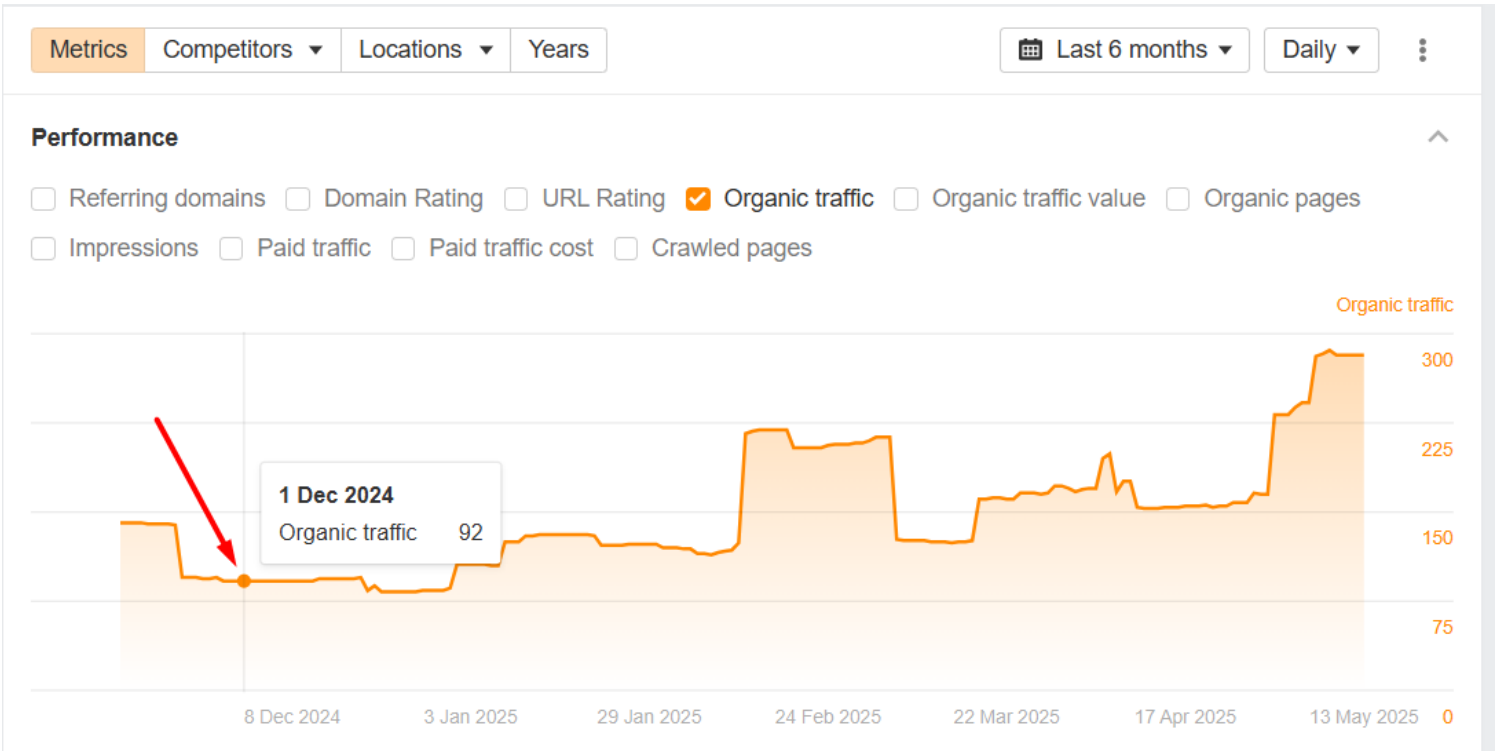 Metrics Competitors Locations Years Last 6 months Daily
Performance
Referring domains Domain Rating URL Rating Organic traffic Organic traffic value Organic pages
Impressions Paid traffic Paid traffic cost Crawled pages
Organic traffic
300
225
1 Dec 2024
Organic traffic 92
150
75
8 Dec 2024 3 Jan 2025 29 Jan 2025 24 Feb 2025 22 Mar 2025 17 Apr 2025 13 May 2025 0